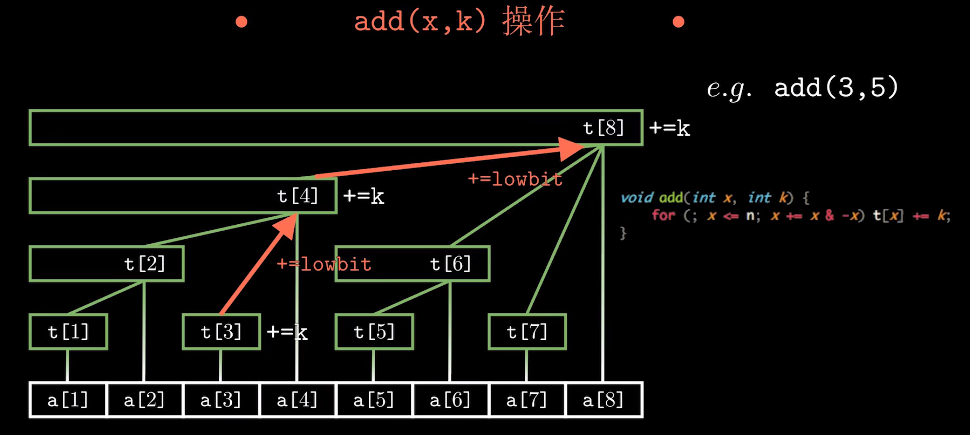 add(x,k) 操作
e.g. add(3,5)
t[8] +=k
+=lowbit
t[4] +=k
void add(int x, int k) {
for (; x <= n; x += x & -x) t[x] += k;
}
t[2] +=lowbit t[6]
t[1] t[3] +=k t[5] t[7]
a[1] a[2] a[3] a[4] a[5] a[6] a[7] a[8]